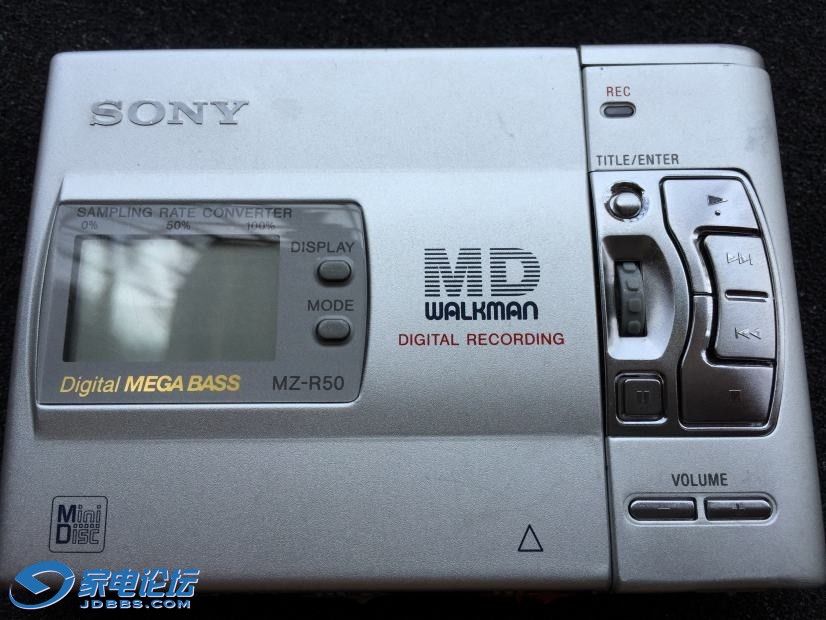 SONY
REC
TITLE/ENTER
SAMPLING RATE CONVERTER
0% 50% 100%
DISPLAY
MODE
MD
WALKMAN
DIGITAL RECORDING
Digital MEGA BASS
MZ-R50
VOLUME
− +
Mini
Disc
家电论坛
JDBBS.COM